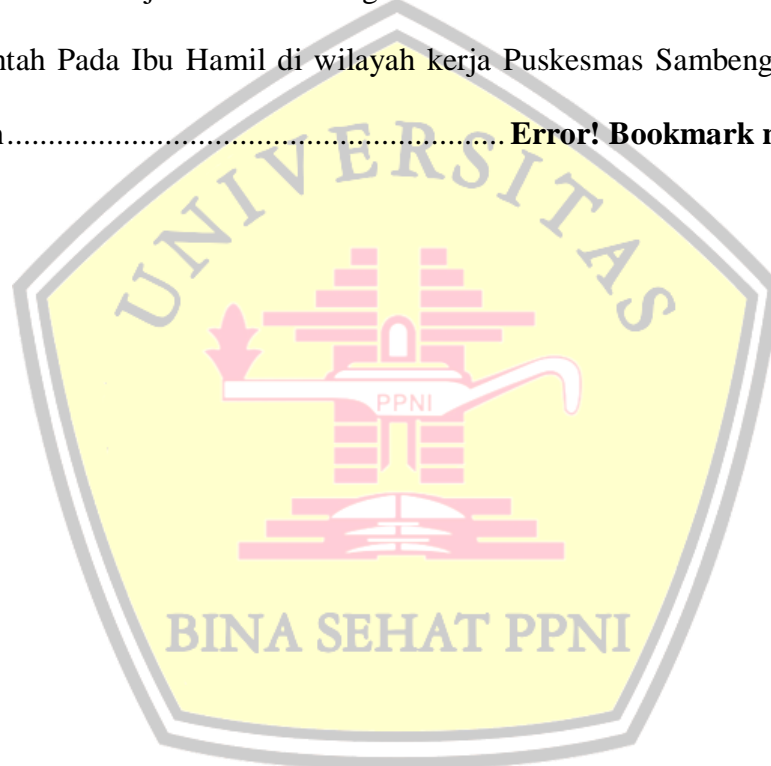 ntah Pada Ibu Hamil di wilayah kerja Puskesmas Sambeng
............................................................ Error! Bookmark
UNIVERSITAS
PPNI
BINA SEHAT PPNI